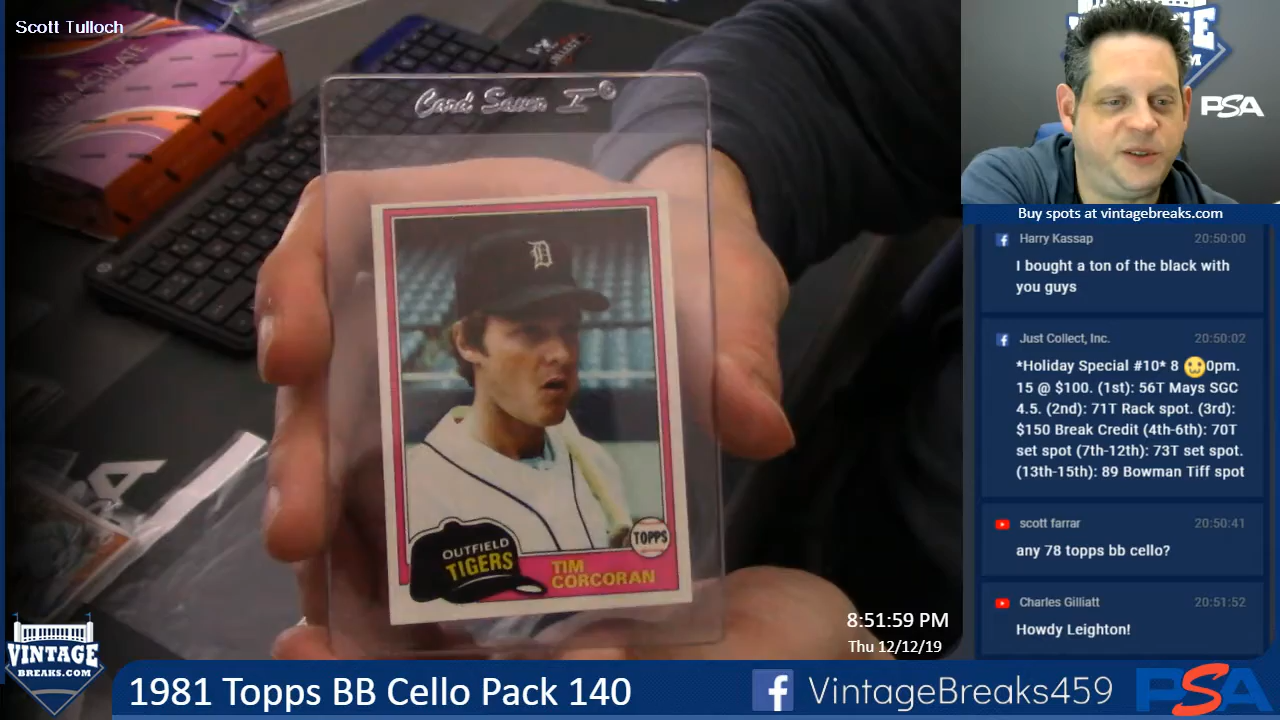 Scott Tulloch
Card Saver I
D
OUTFIELD
TIGERS
TIM
CORCORAN
TOPPS
PSA
Buy spots at vintagebreaks.com
Harry Kassap 20:50:00
I bought a ton of the black with
you guys
Just Collect, Inc. 20:50:02
*Holiday Special #10* 8 🥴0pm.
15 @ $100. (1st): 56T Mays SGC
4.5. (2nd): 71T Rack spot. (3rd):
$150 Break Credit (4th-6th): 70T
set spot (7th-12th): 73T set spot.
(13th-15th): 89 Bowman Tiff spot
scott farrar 20:50:41
any 78 topps bb cello?
Charles Gilliatt 20:51:52
Howdy Leighton!
8:51:59 PM
Thu 12/12/19
VINTAGE
BREAKS.COM
1981 Topps BB Cello Pack 140
VintageBreaks459
PSA